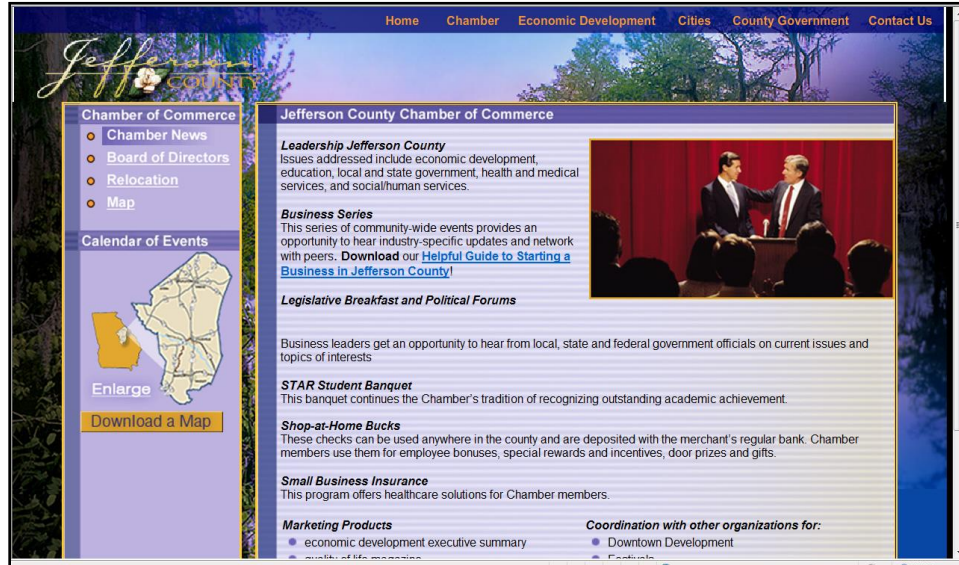 Home Chamber Economic Development Cities County Government Contact Us
Jefferson
COUNTY
Chamber of Commerce
Chamber News
Board of Directors
Relocation
Map
Calendar of Events
Enlarge
Download a Map
Jefferson County Chamber of Commerce
Leadership Jefferson County
Issues addressed include economic development,
education, local and state government, health and medical
services, and social/human services.
Business Series
This series of community-wide events provides an
opportunity to hear industry-specific updates and network
with peers. Download our Helpful Guide to Starting a
Business in Jefferson County!
Legislative Breakfast and Political Forums
Business leaders get an opportunity to hear from local, state and federal government officials on current issues and
topics of interests
STAR Student Banquet
This banquet continues the Chamber's tradition of recognizing outstanding academic achievement.
Shop-at-Home Bucks
These checks can be used anywhere in the county and are deposited with the merchant's regular bank. Chamber
members use them for employee bonuses, special rewards and incentives, door prizes and gifts.
Small Business Insurance
This program offers healthcare solutions for Chamber members.
Marketing Products
economic development executive summary
quality of life magazine
Coordination with other organizations for:
Downtown Development
Festivals